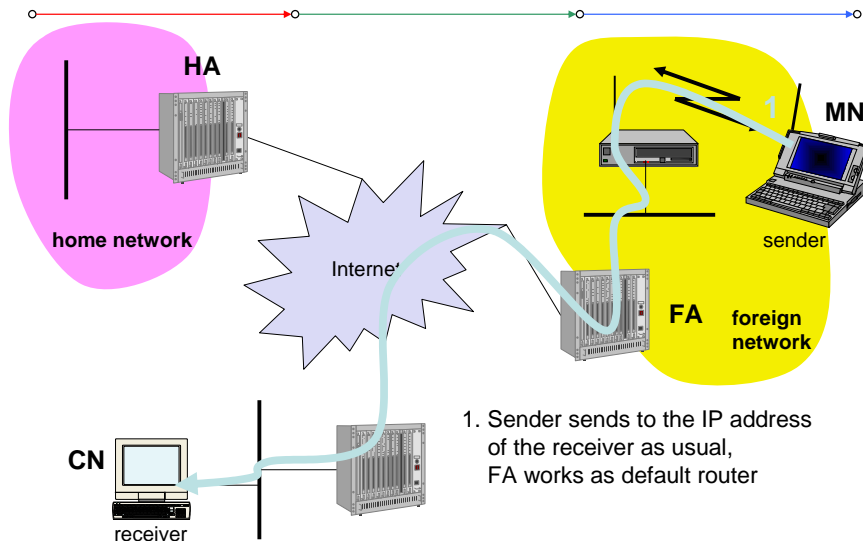 HA
1
MN
home network
sender
Internet
FA
foreign
network
1. Sender sends to the IP address
of the receiver as usual,
FA works as default router
CN
receiver